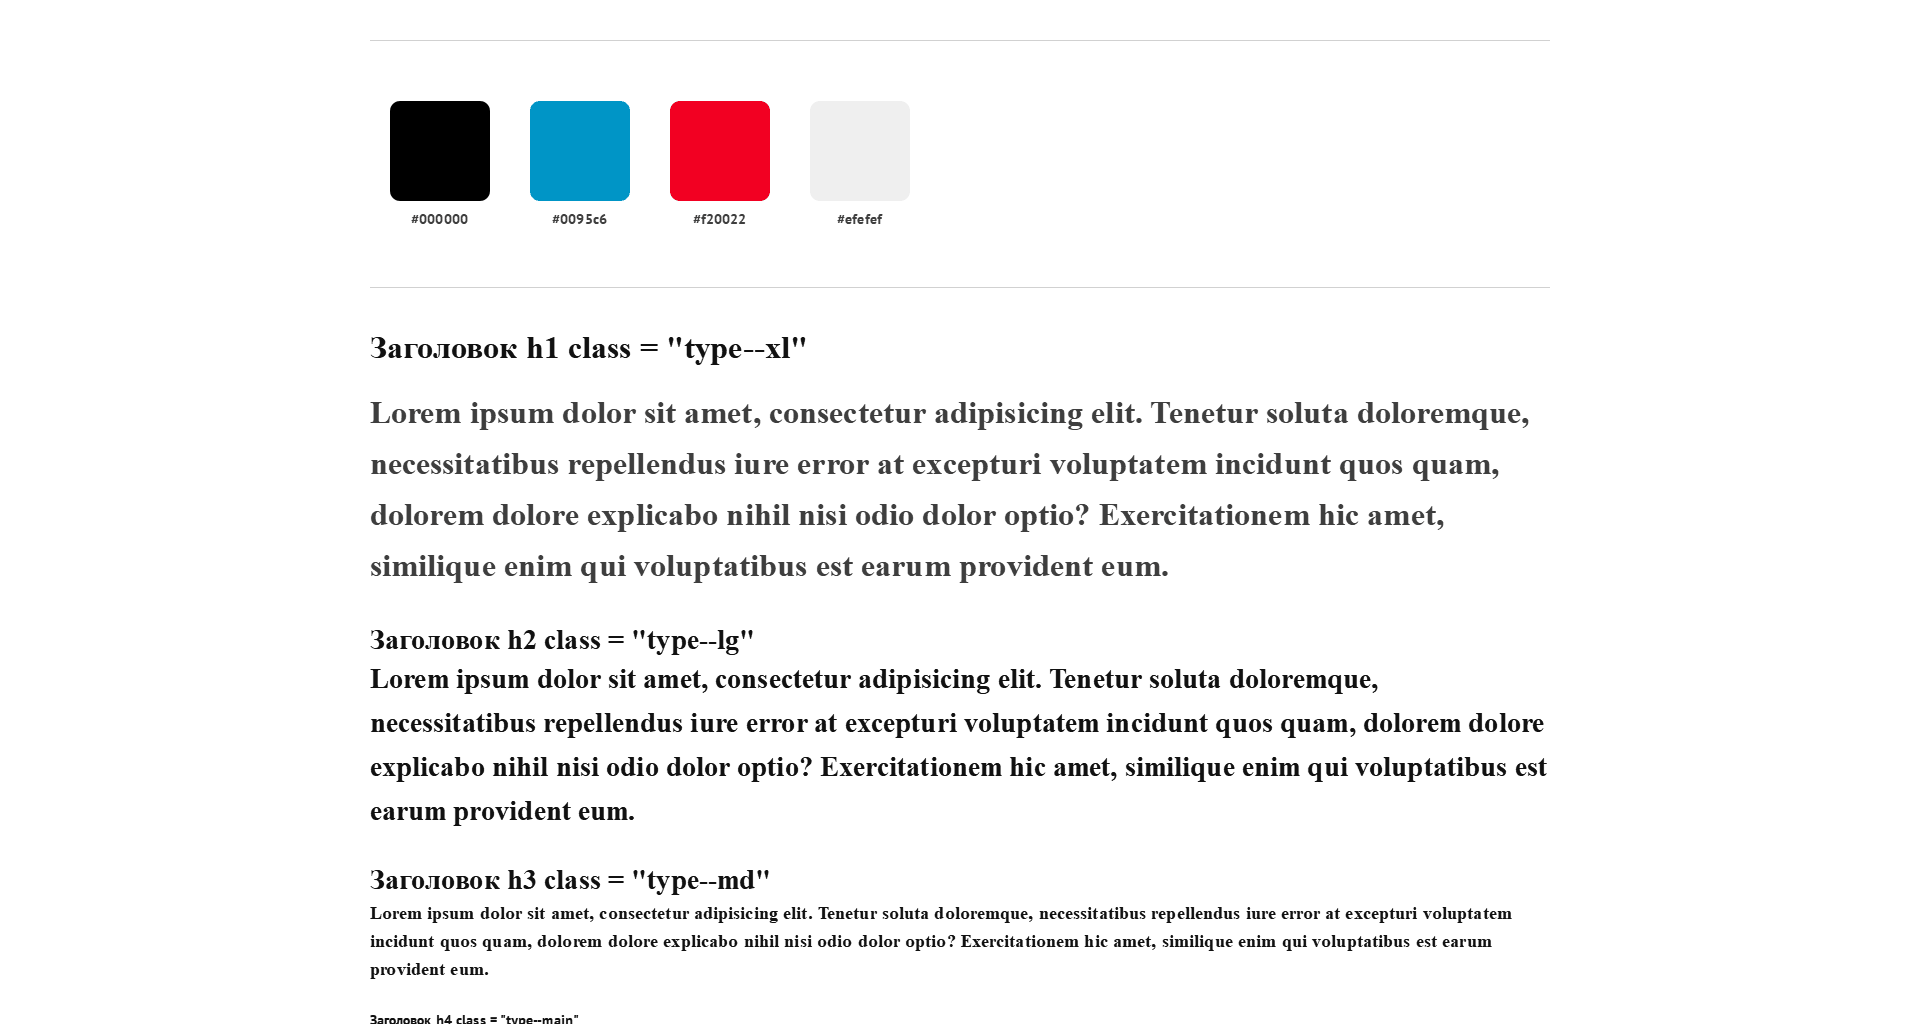 #000000
#0095c6
#f20022
#efefef
Заголовок h1 class = "type--xl"
Lorem ipsum dolor sit amet, consectetur adipisicing elit. Tenetur soluta doloremque,
necessitatibus repellendus iure error at excepturi voluptatem incidunt quos quam,
dolorem dolore explicabo nihil nisi odio dolor optio? Exercitationem hic amet,
similique enim qui voluptatibus est earum provident eum.
Заголовок h2 class = "type--lg"
Lorem ipsum dolor sit amet, consectetur adipisicing elit. Tenetur soluta doloremque,
necessitatibus repellendus iure error at excepturi voluptatem incidunt quos quam, dolorem dolore
explicabo nihil nisi odio dolor optio? Exercitationem hic amet, similique enim qui voluptatibus est
earum provident eum.
Заголовок h3 class = "type--md"
Lorem ipsum dolor sit amet, consectetur adipisicing elit. Tenetur soluta doloremque, necessitatibus repellendus iure error at excepturi voluptatem
incidunt quos quam, dolorem dolore explicabo nihil nisi odio dolor optio? Exercitationem hic amet, similique enim qui voluptatibus est earum
provident eum.
Заголовок h4 class = "type--main"